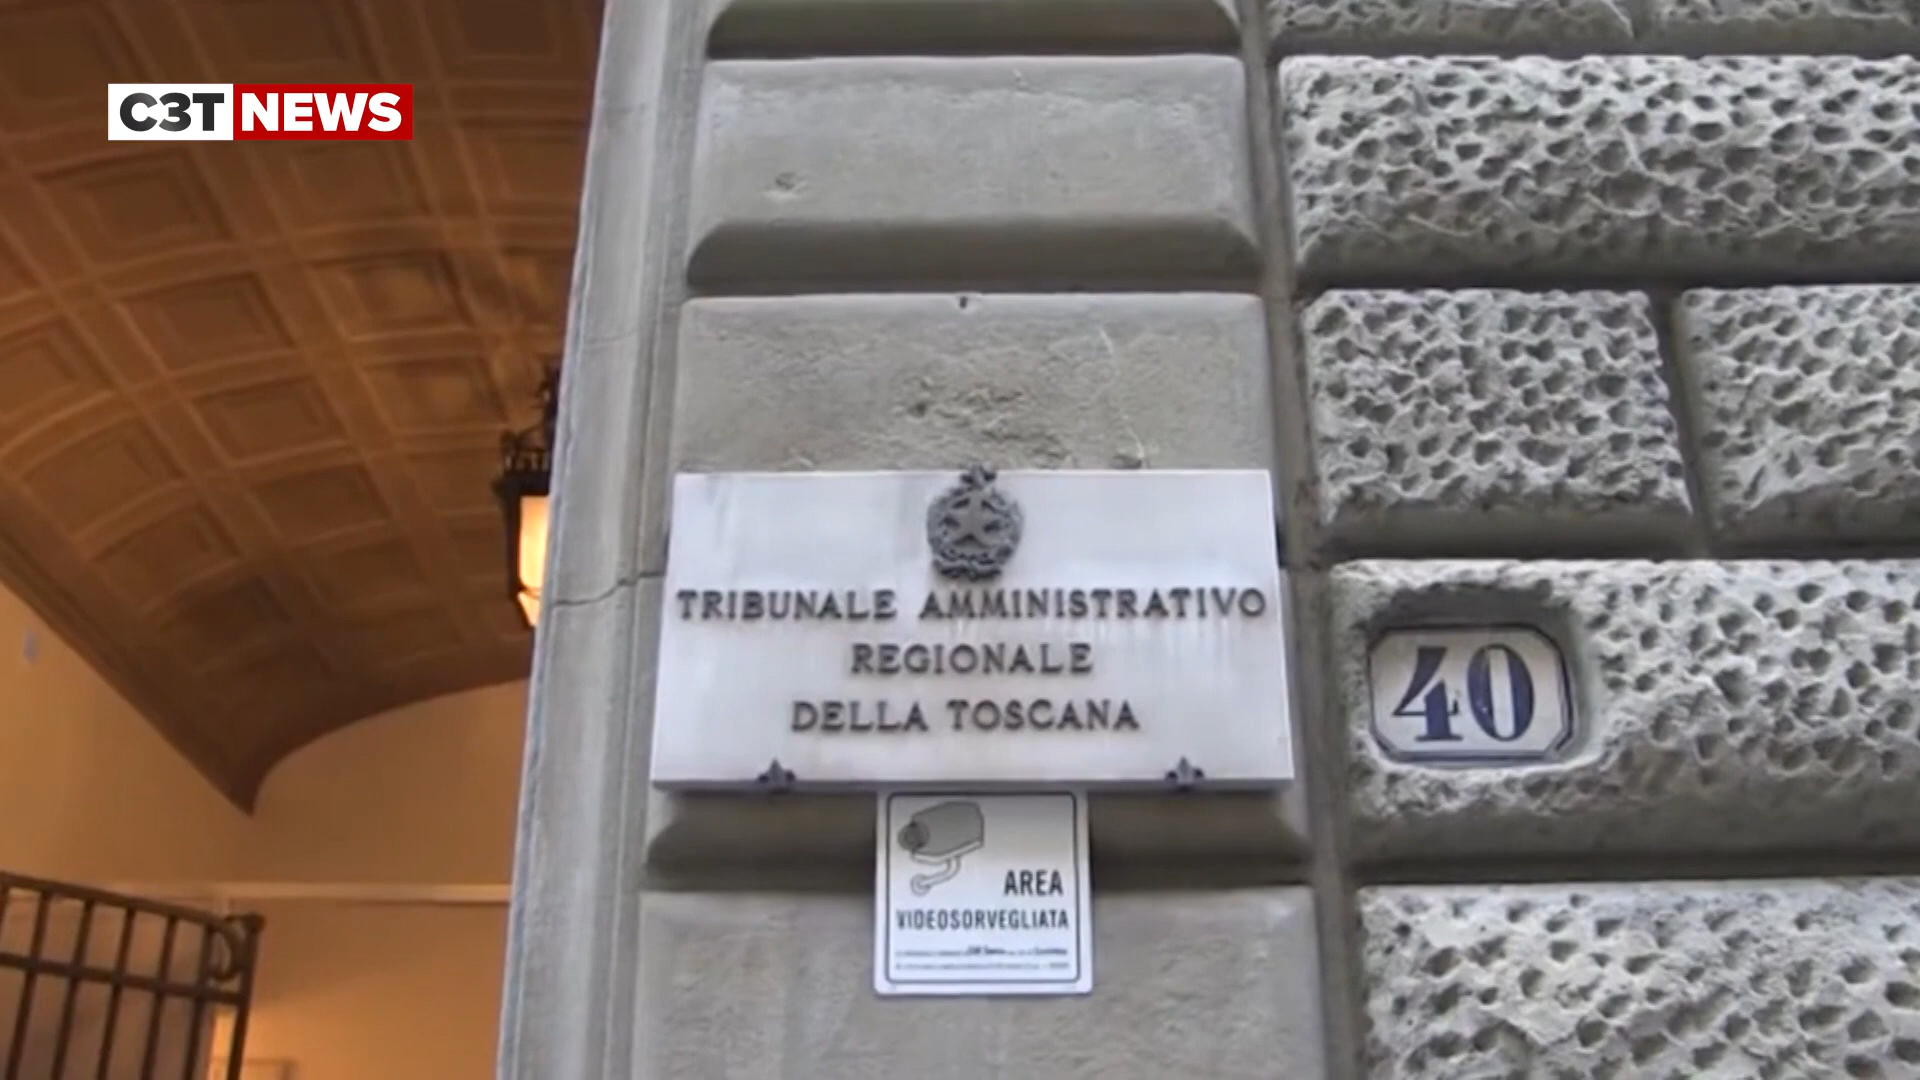 C3T NEWS
TRIBUNALE AMMINISTRATIVO
REGIONALE
DELLA TOSCANA
40
AREA
VIDEOSORVEGLIATA